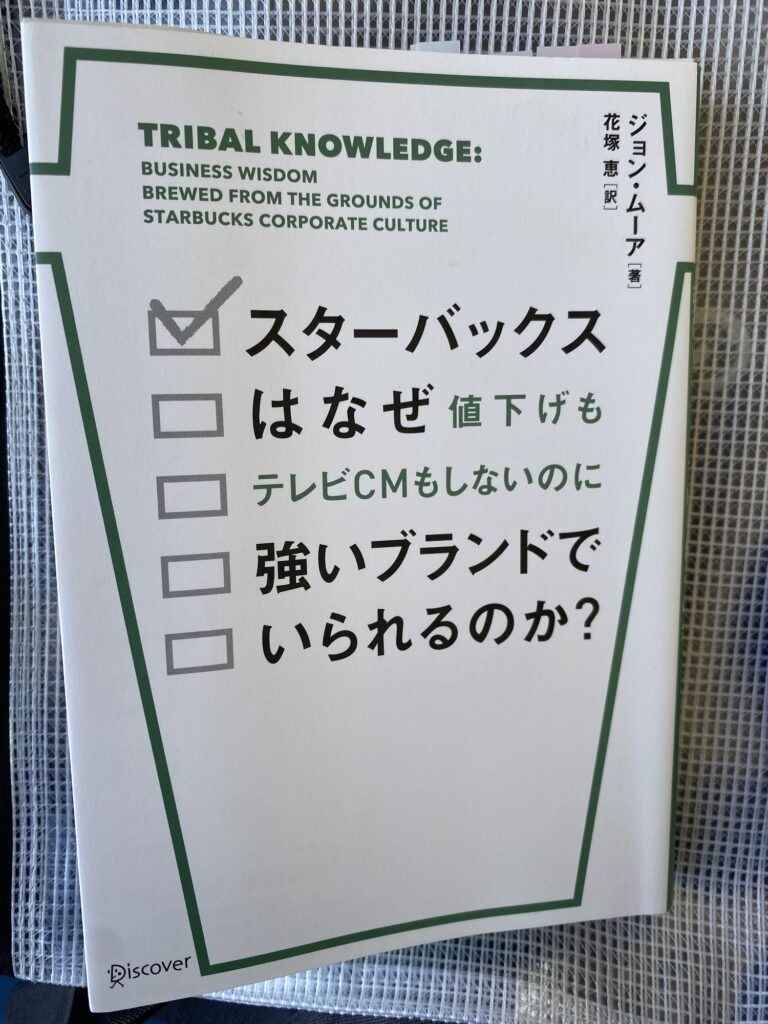 TRIBAL KNOWLEDGE:
BUSINESS WISDOM
BREWED FROM THE GROUNDS OF
STARBUCKS CORPORATE CULTURE
ジョン・ムーア[著]
花塚 恵[訳]
スターバックス
はなぜ値下げも
テレビCMもしないのに
強いブランドで
いられるのか?
Discover